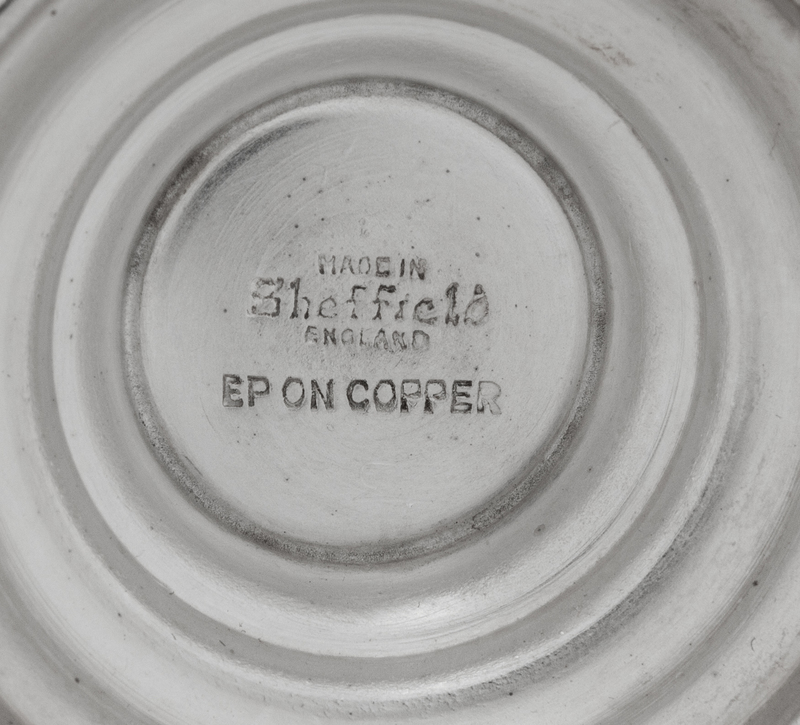 MADE IN
Sheffield
ENGLAND
EP ON COPPER